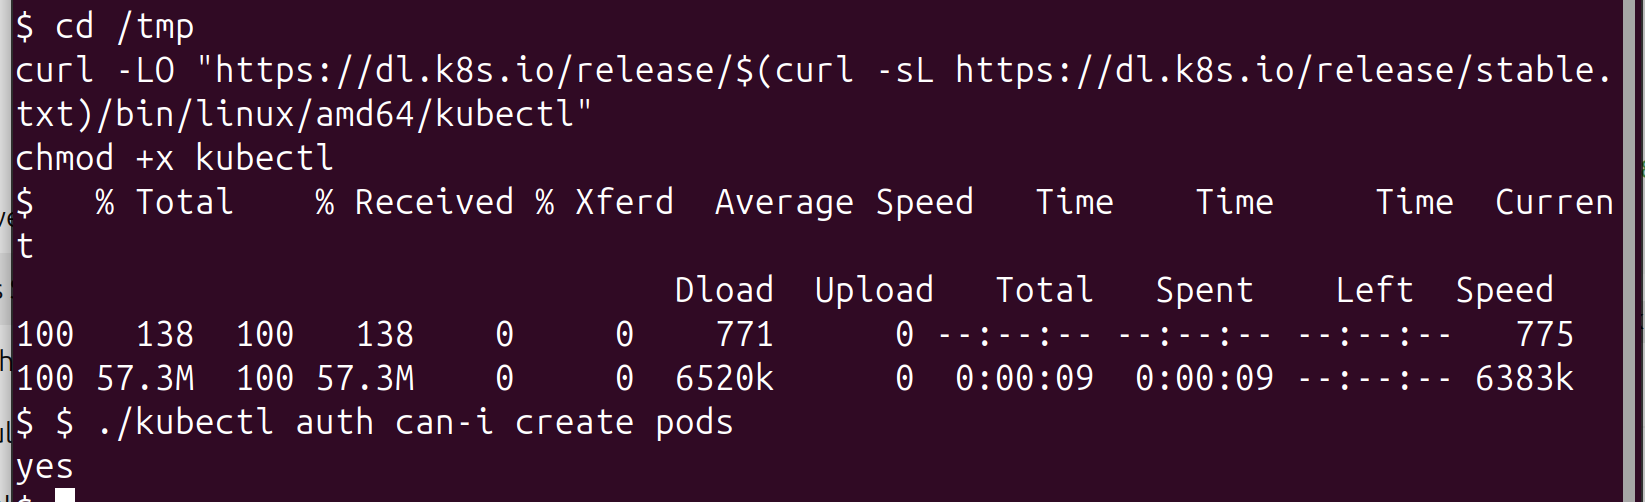 $ cd /tmp
curl -LO "https://dl.k8s.io/release/$(curl -sL https://dl.k8s.io/release/stable.
txt)/bin/linux/amd64/kubectl"
chmod +x kubectl
$   % Total    % Received % Xferd  Average Speed   Time    Time     Time  Curren
t
                                 Dload  Upload   Total   Spent    Left  Speed
100   138  100   138    0     0    771      0 --:--:-- --:--:-- --:--:--   775
100 57.3M  100 57.3M    0     0  6520k      0  0:00:09  0:00:09 --:--:-- 6383k
$ $ ./kubectl auth can-i create pods
yes
$